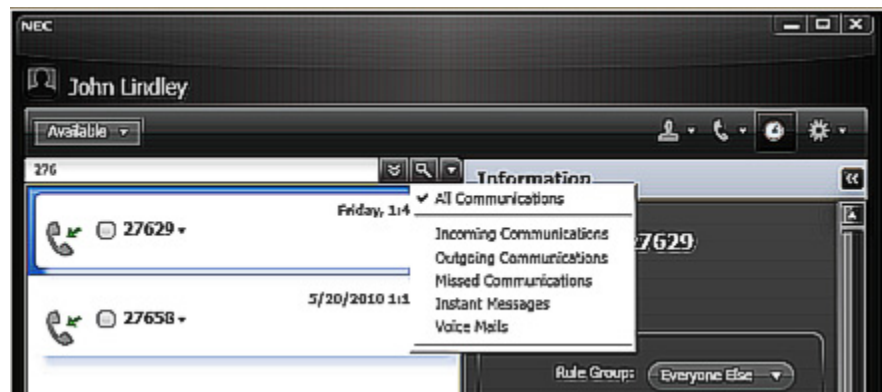 NEC
John Lindley
Available
276
Information
All Communications
Friday, 1:4
Incoming Communications
27629
27629
Outgoing Communications
Missed Communications
5/20/2010 1:1
Instant Messages
27658
Voice Mails
Rule Group: Everyone Else